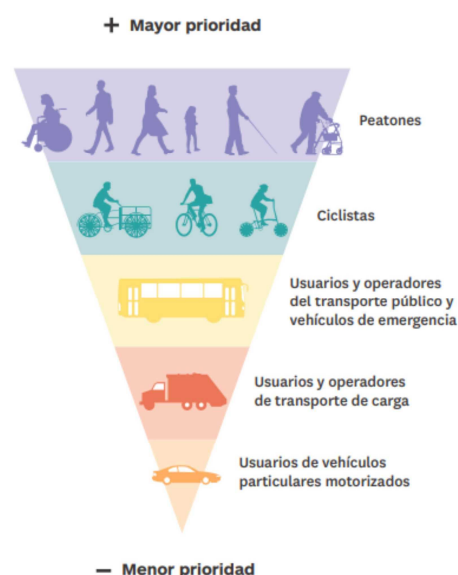 + Mayor prioridad
Peatones
Ciclistas
Usuarios y operadores
del transporte público y
vehículos de emergencia
Usuarios y operadores
de transporte de carga
Usuarios de vehículos
particulares motorizados
− Menor prioridad